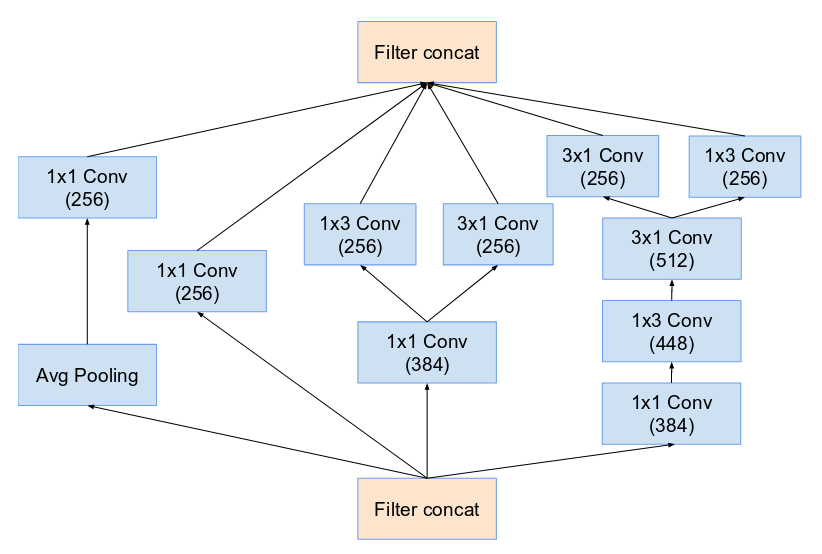 Filter concat
3x1 Conv
(256)
1x3 Conv
(256)
1x1 Conv
(256)
1x3 Conv
(256)
3x1 Conv
(256)
3x1 Conv
(512)
1x1 Conv
(256)
1x3 Conv
(448)
1x1 Conv
(384)
Avg Pooling
1x1 Conv
(384)
Filter concat